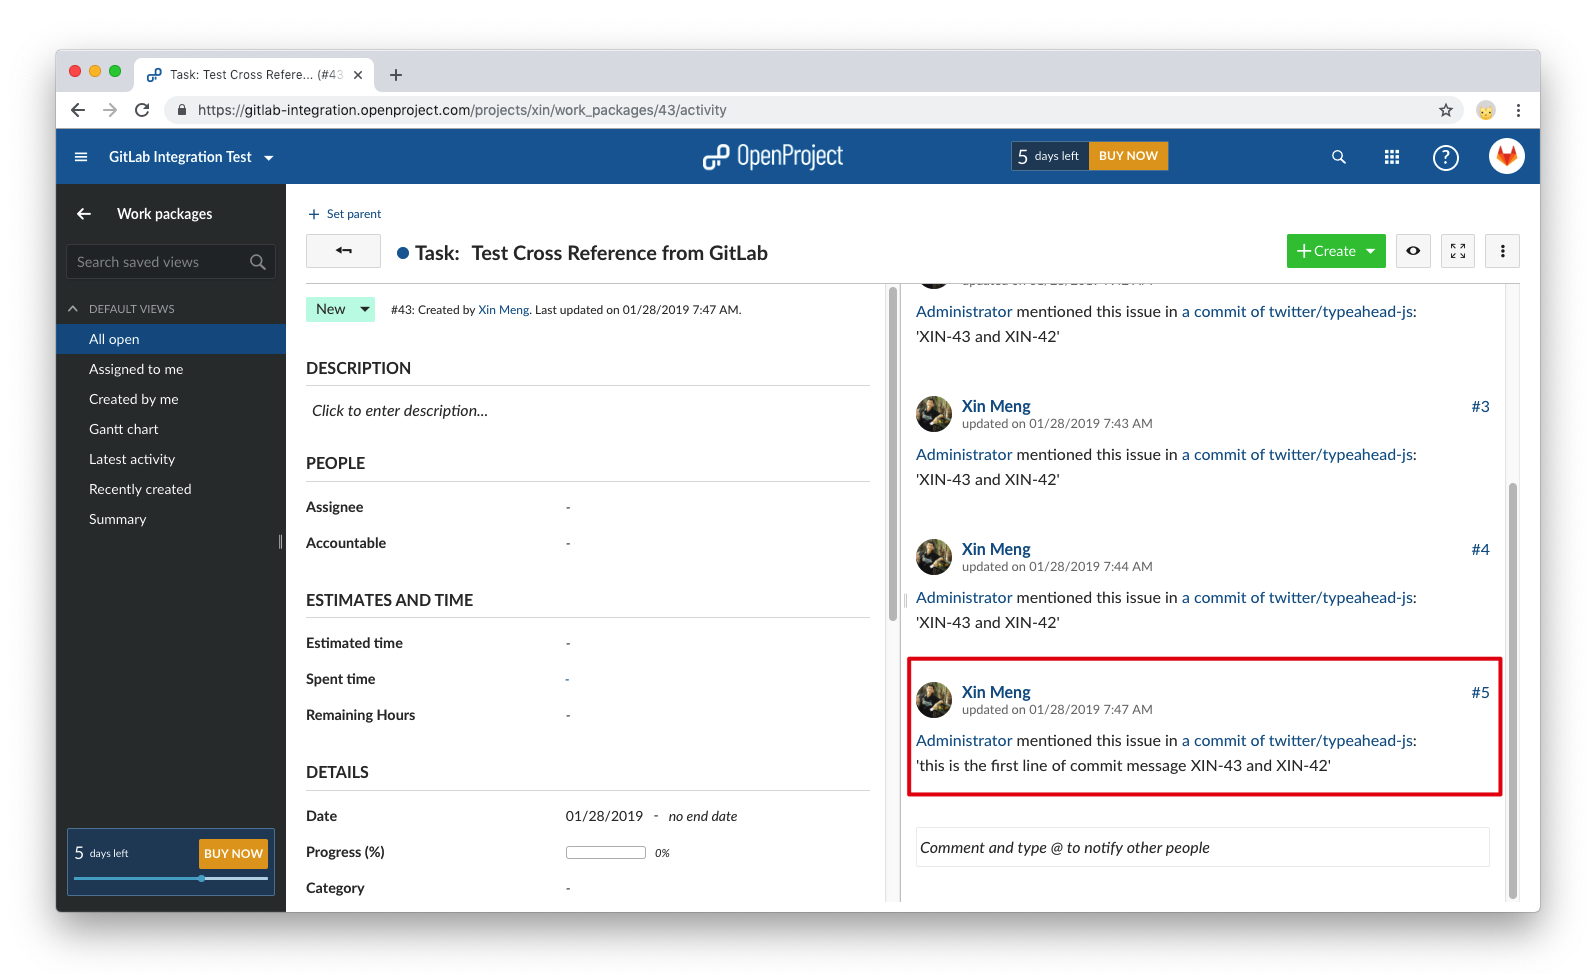 Task: Test Cross Refere... (#43
https://gitlab-integration.openproject.com/projects/xin/work_packages/43/activity
GitLab Integration Test
OpenProject
5 days left BUY NOW
?
Work packages
Search saved views
DEFAULT VIEWS
All open
Assigned to me
Created by me
Gantt chart
Latest activity
Recently created
Summary
5 days left BUY NOW
+ Set parent
Task: Test Cross Reference from GitLab
+ Create
New
#43: Created by Xin Meng. Last updated on 01/28/2019 7:47 AM.
DESCRIPTION
Click to enter description...
PEOPLE
Assignee -
Accountable -
ESTIMATES AND TIME
Estimated time -
Spent time -
Remaining Hours -
DETAILS
Date 01/28/2019 - no end date
Progress (%) 0%
Category -
Administrator mentioned this issue in a commit of twitter/typeahead-js:
'XIN-43 and XIN-42'
Xin Meng #3
updated on 01/28/2019 7:43 AM
Administrator mentioned this issue in a commit of twitter/typeahead-js:
'XIN-43 and XIN-42'
Xin Meng #4
updated on 01/28/2019 7:44 AM
Administrator mentioned this issue in a commit of twitter/typeahead-js:
'XIN-43 and XIN-42'
Xin Meng #5
updated on 01/28/2019 7:47 AM
Administrator mentioned this issue in a commit of twitter/typeahead-js:
'this is the first line of commit message XIN-43 and XIN-42'
Comment and type @ to notify other people